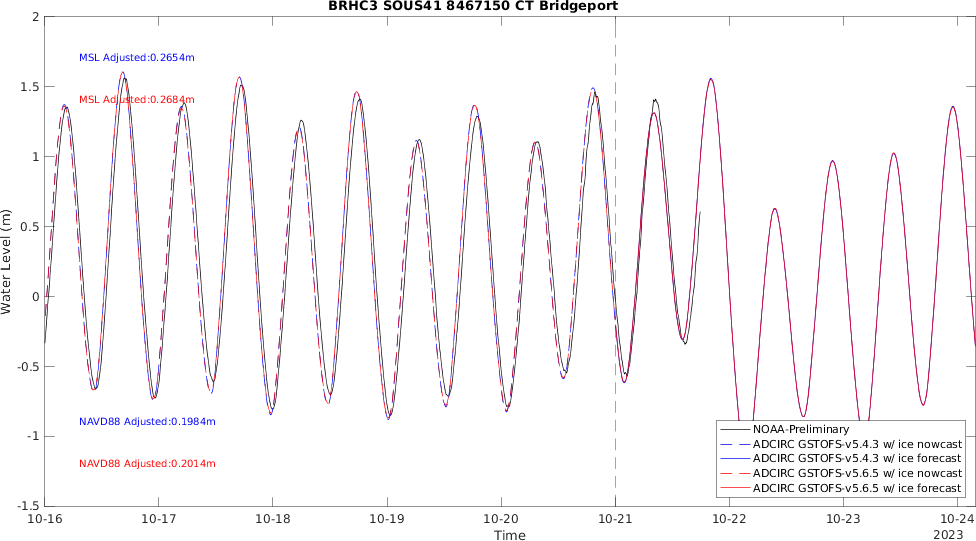 BRHC3 SOUS41 8467150 CT Bridgeport
2
1.5
1
0.5
0
-0.5
-1
-1.5
Water Level (m)
MSL Adjusted:0.2654m
MSL Adjusted:0.2684m
NAVD88 Adjusted:0.1984m
NAVD88 Adjusted:0.2014m
NOAA-Preliminary
ADCIRC GSTOFS-v5.4.3 w/ ice nowcast
ADCIRC GSTOFS-v5.4.3 w/ ice forecast
ADCIRC GSTOFS-v5.6.5 w/ ice nowcast
ADCIRC GSTOFS-v5.6.5 w/ ice forecast
10-16 10-17 10-18 10-19 10-20 10-21 10-22 10-23 10-24
Time
2023